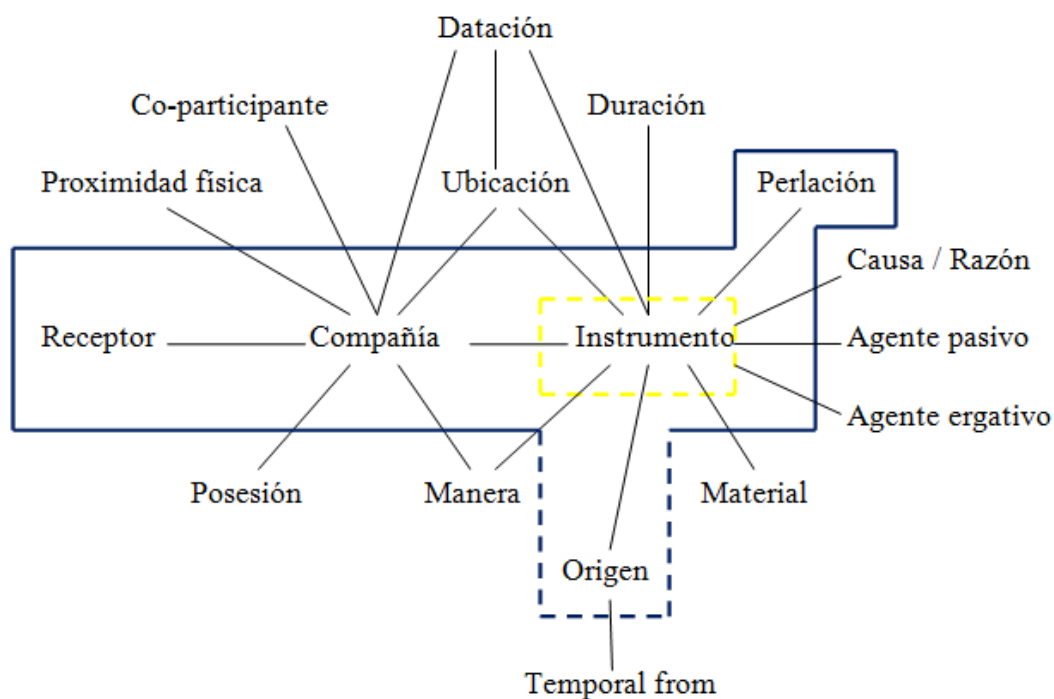 Datación
Co-participante
Duración
Proximidad física
Ubicación
Perlación
Causa / Razón
Receptor
Compañía
Instrumento
Agente pasivo
Agente ergativo
Posesión
Manera
Material
Origen
Temporal from